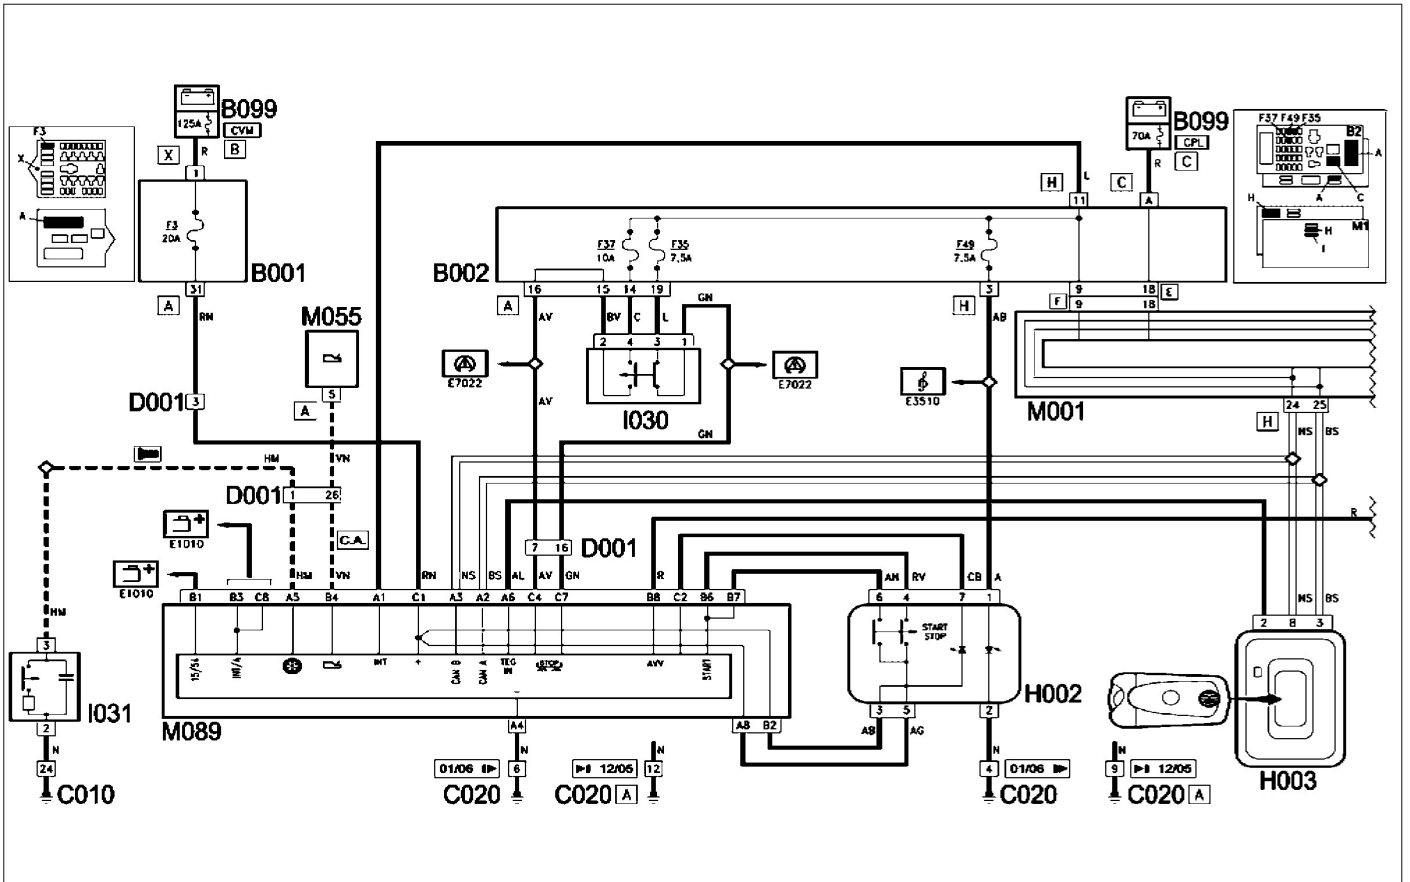 B099
125A
CVM
B
R
X
1
F3
X
A
F3
20A
B001
31
A
RN
D001
3
M055
5
A
VN
HM
D001
1 26
C.A.
E1010
E1010
HM
VN
HM
3
I031
2
N
24
C010
B099
70A
CPL
C
R
H
L
C
11
A
F37 F49 F35
B2
A
A
C
H
M1
H
I
B002
F37
10A
F35
7,5A
F49
7,5A
16 15 14 19
A
3
H
9 18
F
E
9 18
AV
BV
C
L
GN
AB
2 4 3 1
E7022
E7022
I030
AV
GN
E3510
M001
H
24 25
NS
BS
R
7 16
D001
RN
NS
BS
AL
AV
GN
R
AN
RV
CB
A
B1 B3 C8 A5 B4 A1 C1 A3 A2 A6 C4 C7 B8 C2 B6 B7
15/54
INT/4
INT
+
CAN B
CAN A
TEG
IN
STOP
AVV
START
-
M089
A4
A8 B2
N
01/06
6
C020
N
12/05
12
C020 A
6 4 7 1
START
STOP
H002
3 5
2
AB
AG
N
4
01/06
C020
N
9
12/05
C020 A
NS
BS
2 8 3
H003